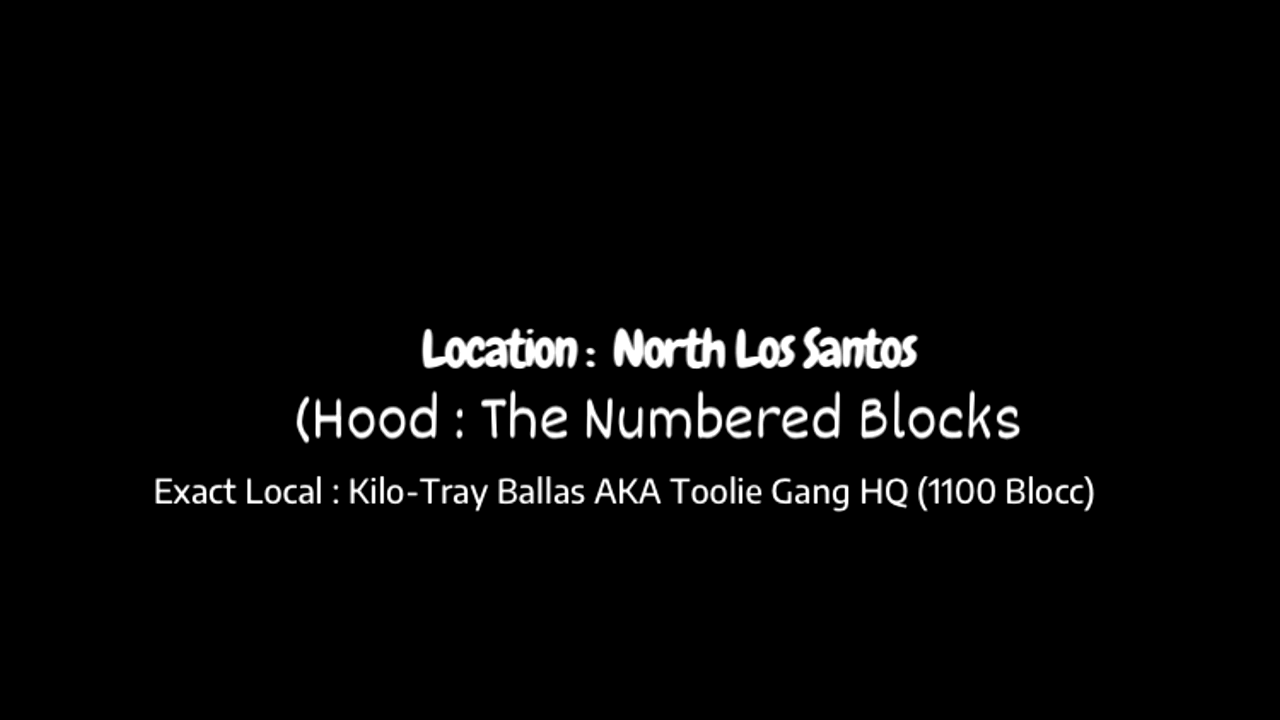 Location : North Los Santos
(Hood : The Numbered Blocks
Exact Local : Kilo-Tray Ballas AKA Toolie Gang HQ (1100 Blocc)